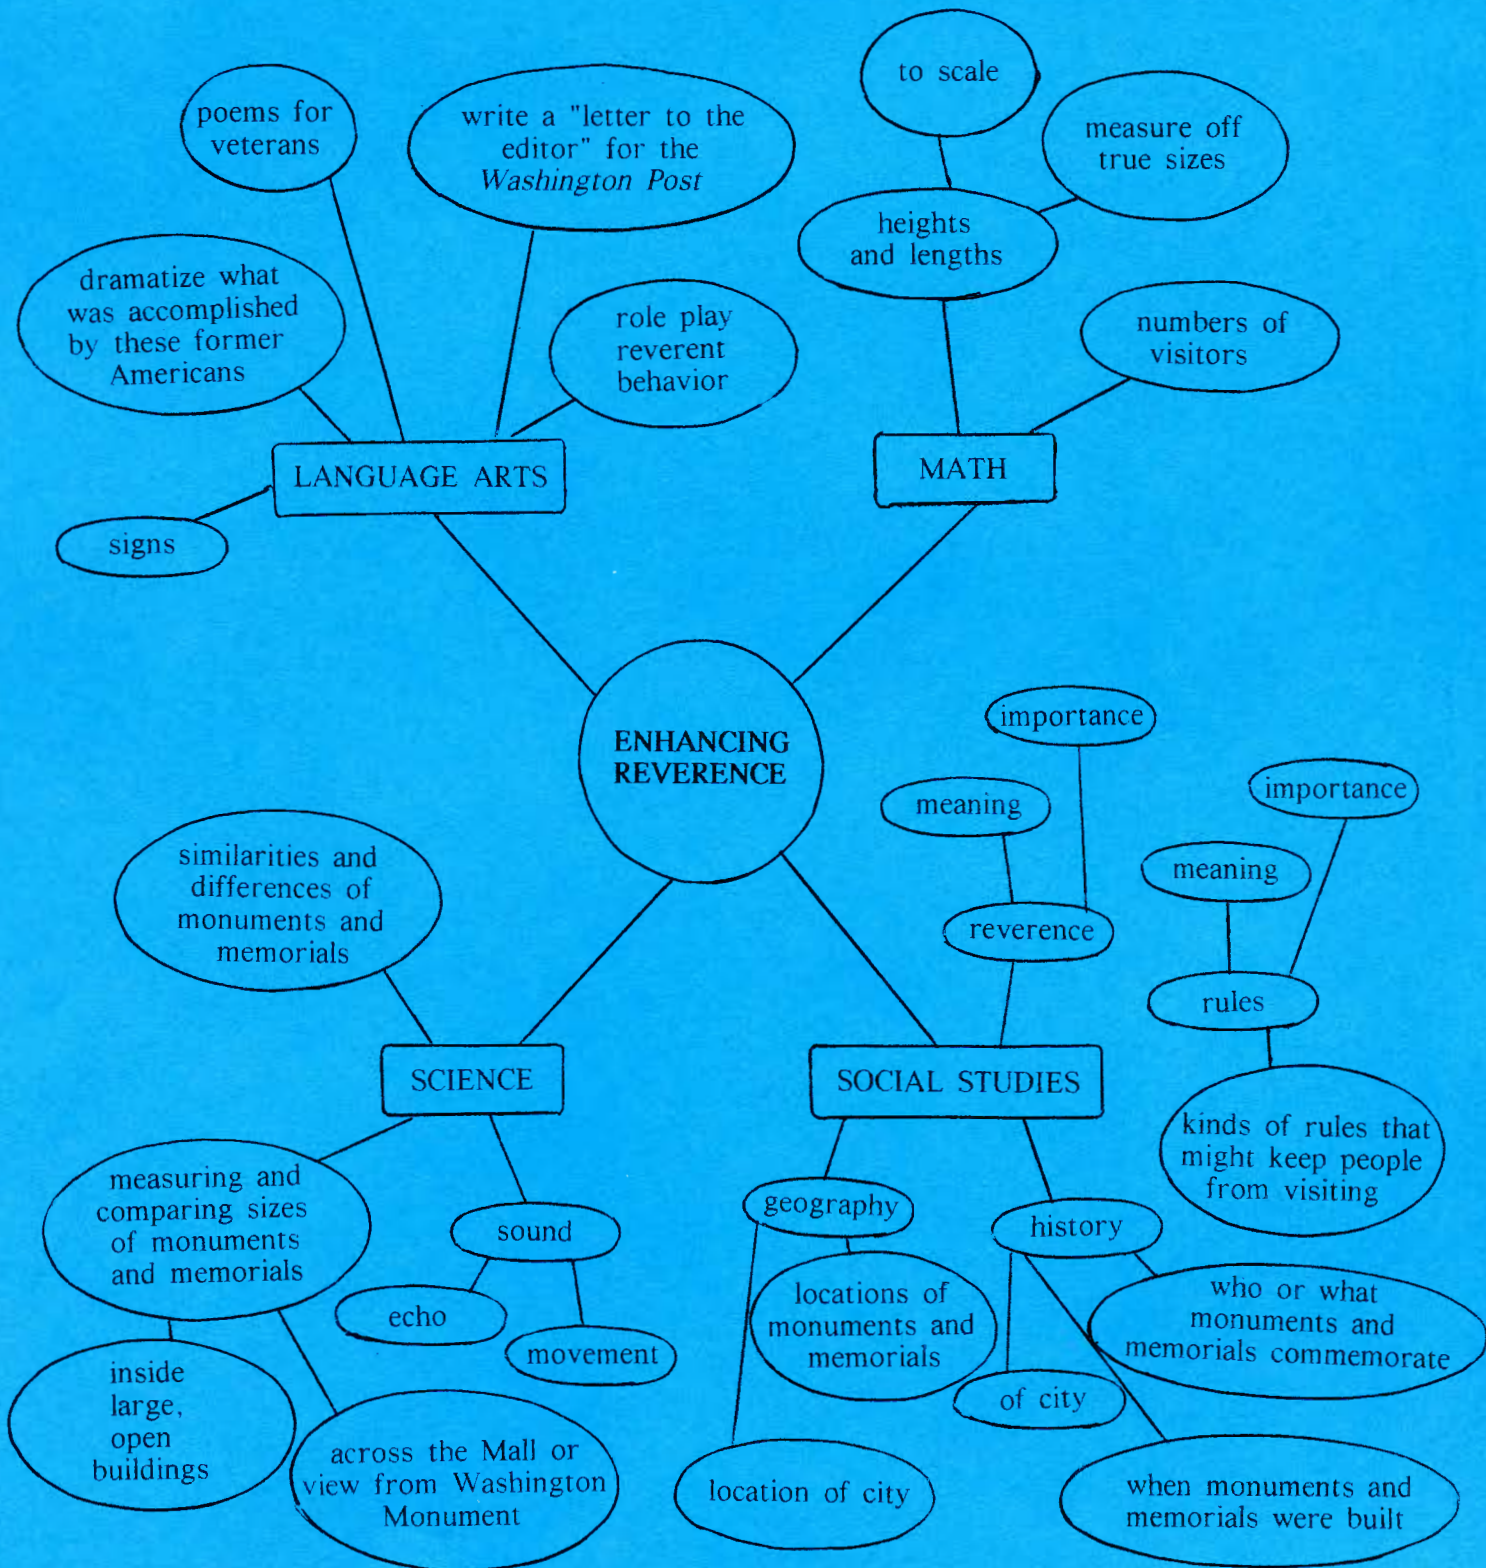 to scale
poems for
veterans
write a "letter to the
editor" for the
Washington Post
measure off
true sizes
heights
and lengths
dramatize what
was accomplished
by these former
Americans
role play
reverent
behavior
numbers of
visitors
LANGUAGE ARTS
MATH
signs
ENHANCING
REVERENCE
importance
meaning
reverence
importance
meaning
rules
kinds of rules that
might keep people
from visiting
similarities and
differences of
monuments and
memorials
SCIENCE
SOCIAL STUDIES
measuring and
comparing sizes
of monuments
and memorials
sound
echo
movement
inside
large,
open
buildings
across the Mall or
view from Washington
Monument
geography
locations of
monuments and
memorials
location of city
history
of city
who or what
monuments and
memorials commemorate
when monuments and
memorials were built